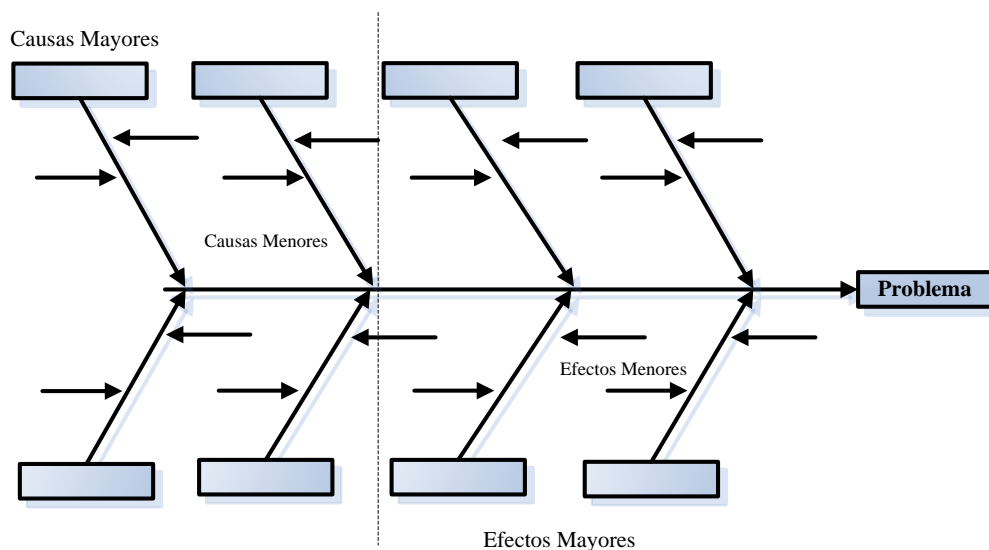 Causas Mayores
Causas Menores
Problema
Efectos Menores
Efectos Mayores